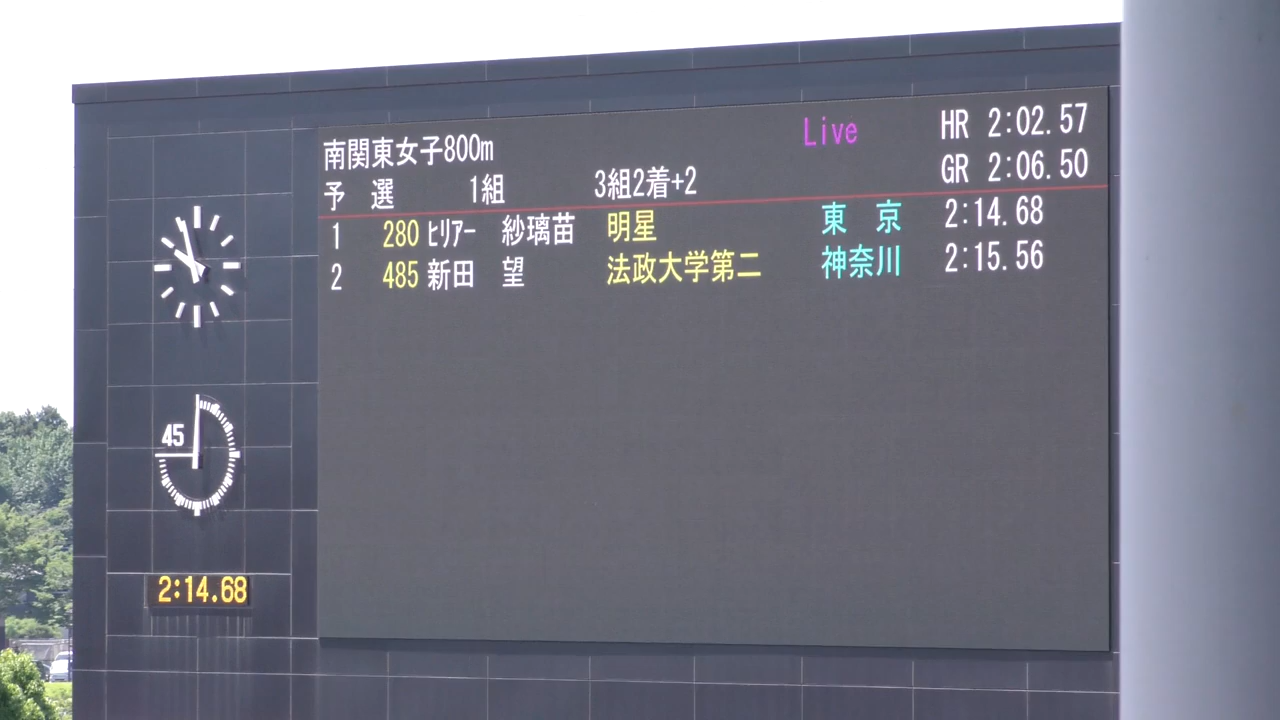 南関東女子800m Live HR 2:02.57
予 選 1組 3組2着+2 GR 2:06.50
1 280 ﾋﾘｱｰ 紗璃苗 明星 東 京 2:14.68
2 485 新田 望 法政大学第二 神奈川 2:15.56
45
2:14.68